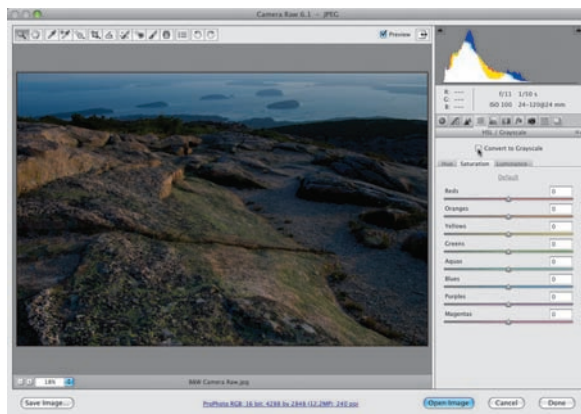 Camera Raw 6.1 - JPEG
Preview
R: ---
G: ---
B: ---
f/11 1/50 s
ISO 100 24-120@24 mm
HSL / Grayscale
Convert to Grayscale
Hue Saturation Luminance
Default
Reds 0
Oranges 0
Yellows 0
Greens 0
Aquas 0
Blues 0
Purples 0
Magentas 0
18% B&W Camera Raw.jpg
Save Image... ProPhoto RGB; 16 bit; 4288 by 2848 (12.2MP); 240 ppi Open Image Cancel Done